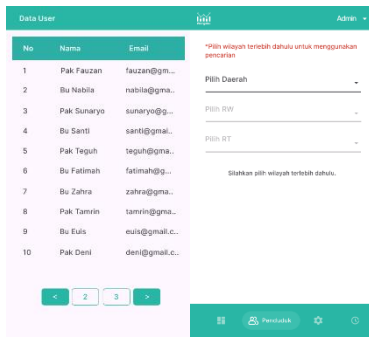 Data User
No Nama Email
1 Pak Fauzan fauzan@gm...
2 Bu Nabila nabila@gma..
3 Pak Sunaryo sunaryo@g...
4 Bu Santi santi@gmai..
5 Pak Teguh teguh@gma..
6 Bu Fatimah fatimah@g...
7 Bu Zahra zahra@gma..
8 Pak Tamrin tamrin@gma..
9 Bu Euis euis@gmail.c..
10 Pak Deni deni@gmail.c..
< 2 3 >
Admin
*Pilih wilayah terlebih dahulu untuk menggunakan
pencarian
Pilih Daerah
Pilih RW
Pilih RT
Silahkan pilih wilayah terlebih dahulu.
Penduduk